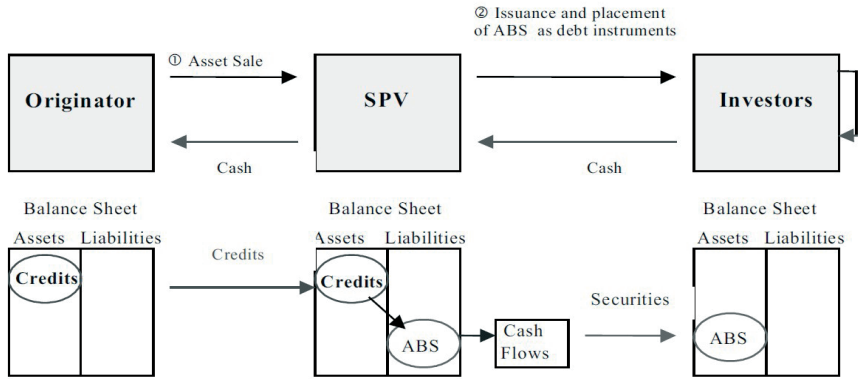 ② Issuance and placement
of ABS as debt instruments
① Asset Sale
Originator
SPV
Investors
Cash
Cash
Balance Sheet
Balance Sheet
Balance Sheet
Assets Liabilities
Assets Liabilities
Assets Liabilities
Credits
Credits
Credits
Securities
ABS
Cash
Flows
ABS